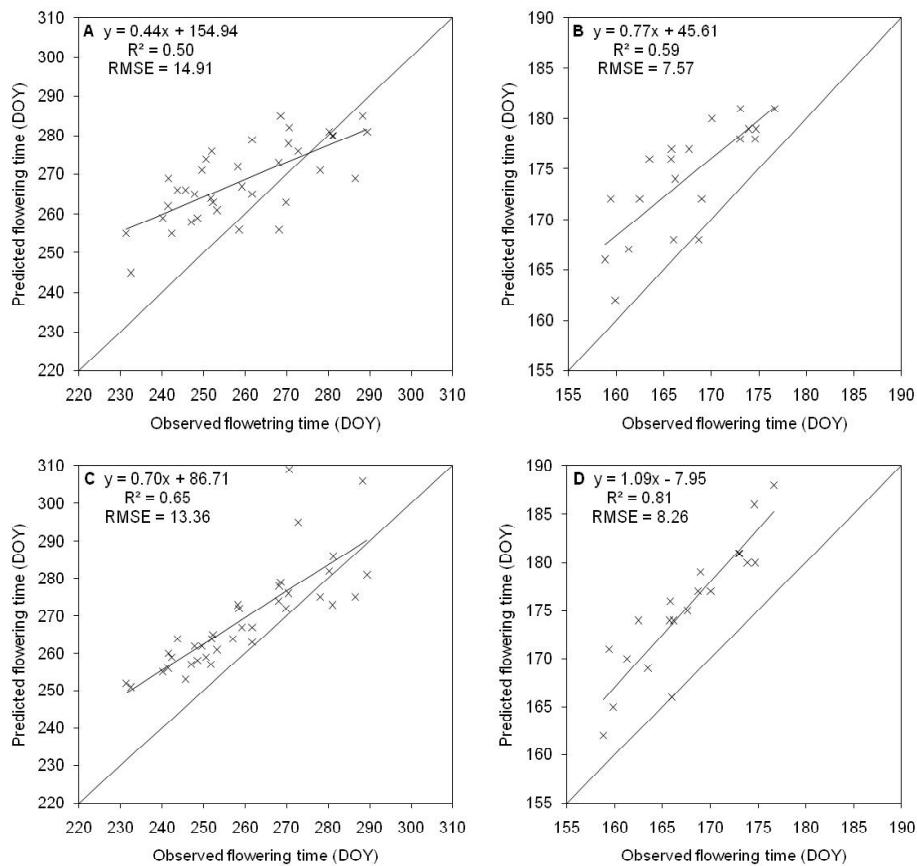 A y = 0.44x + 154.94
R² = 0.50
RMSE = 14.91
310
300
290
280
270
260
250
240
230
220
Predicted flowering time (DOY)
220 230 240 250 260 270 280 290 300 310
Observed flowetring time (DOY)
B y = 0.77x + 45.61
R² = 0.59
RMSE = 7.57
190
185
180
175
170
165
160
155
Predicted flowering time (DOY)
155 160 165 170 175 180 185 190
Observed flowering time (DOY)
C y = 0.70x + 86.71
R² = 0.65
RMSE = 13.36
310
300
290
280
270
260
250
240
230
220
Predicted flowering time (DOY)
220 230 240 250 260 270 280 290 300 310
Observed flowering time (DOY)
D y = 1.09x - 7.95
R² = 0.81
RMSE = 8.26
190
185
180
175
170
165
160
155
Predicted flowering time (DOY)
155 160 165 170 175 180 185 190
Observed flowering time (DOY)